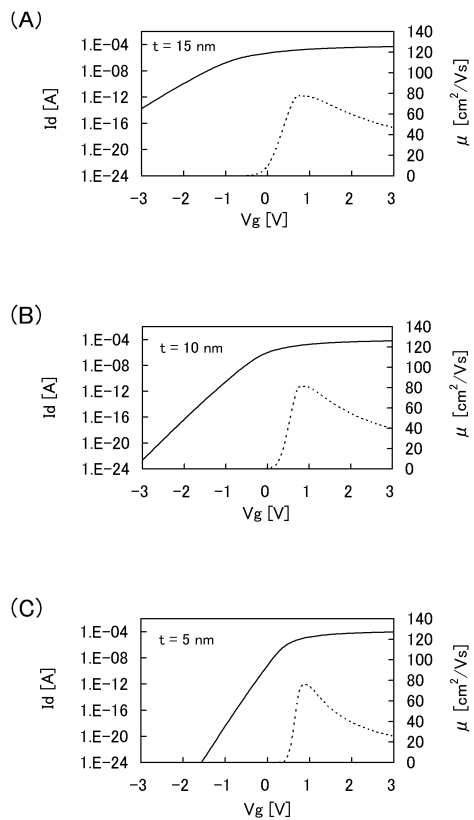 (A)
t = 15 nm
Id [A]
1.E-04
1.E-08
1.E-12
1.E-16
1.E-20
1.E-24
140
120
100
80
60
40
20
0
μ [cm²/Vs]
-3 -2 -1 0 1 2 3
Vg [V]
(B)
t = 10 nm
Id [A]
1.E-04
1.E-08
1.E-12
1.E-16
1.E-20
1.E-24
140
120
100
80
60
40
20
0
μ [cm²/Vs]
-3 -2 -1 0 1 2 3
Vg [V]
(C)
t = 5 nm
Id [A]
1.E-04
1.E-08
1.E-12
1.E-16
1.E-20
1.E-24
140
120
100
80
60
40
20
0
μ [cm²/Vs]
-3 -2 -1 0 1 2 3
Vg [V]